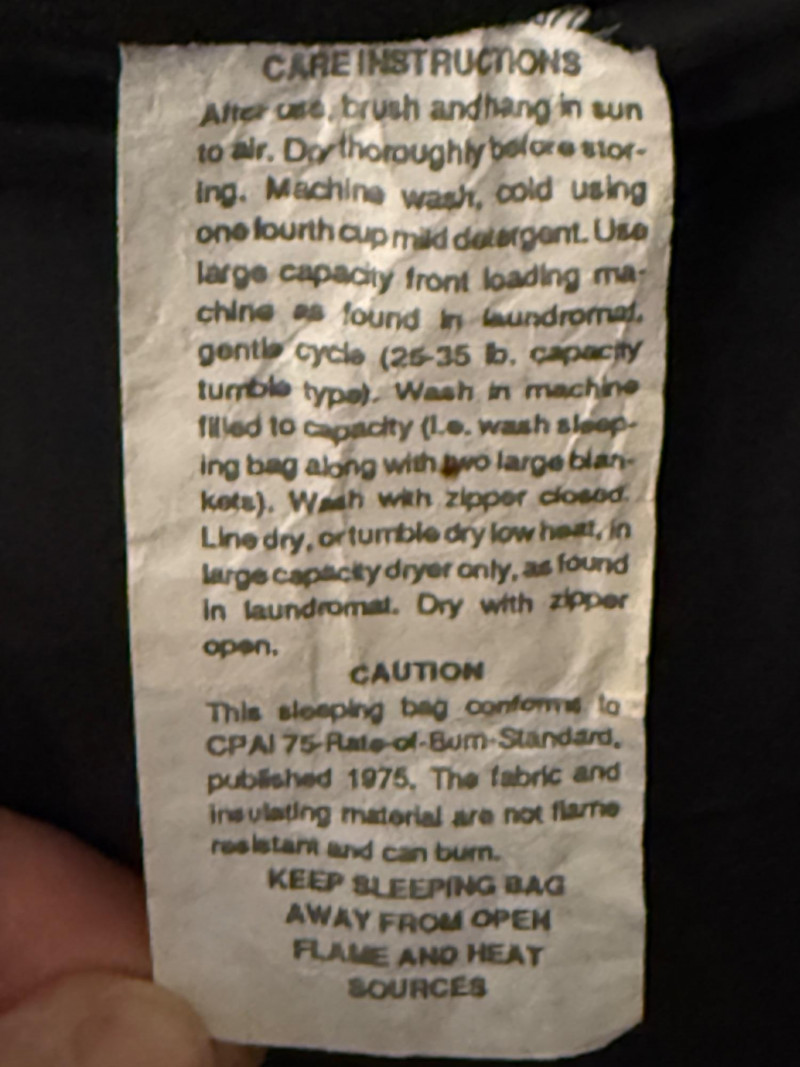 CARE INSTRUCTIONS
After use, brush and hang in sun
to air. Dry thoroughly before stor-
ing. Machine wash, cold using
one fourth cup mild detergent. Use
large capacity front loading ma-
chine as found in laundromat,
gentle cycle (25-35 lb. capacity
tumble type). Wash in machine
filled to capacity (I.e. wash sleep-
ing bag along with two large blan-
kets). Wash with zipper closed.
Line dry, or tumble dry low heat, in
large capacity dryer only, as found
in laundromat. Dry with zipper
open.
CAUTION
This sleeping bag conforms to
CPAI 75-Rate-of-Burn-Standard,
published 1975. The fabric and
insulating material are not flame
resistant and can burn.
KEEP SLEEPING BAG
AWAY FROM OPEN
FLAME AND HEAT
SOURCES